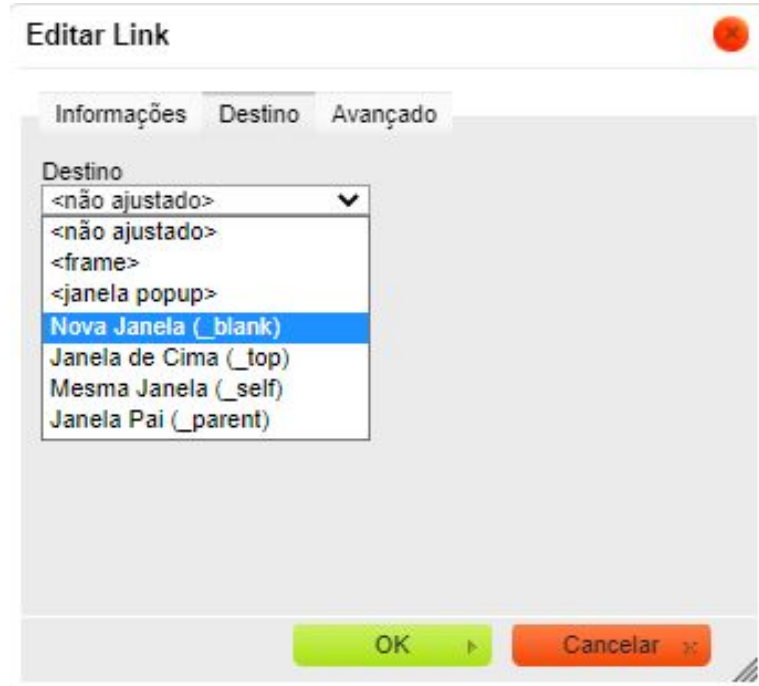 Editar Link
Informações Destino Avançado
Destino
<não ajustado>
<não ajustado>
<frame>
<janela popup>
Nova Janela (_blank)
Janela de Cima (_top)
Mesma Janela (_self)
Janela Pai (_parent)
OK Cancelar